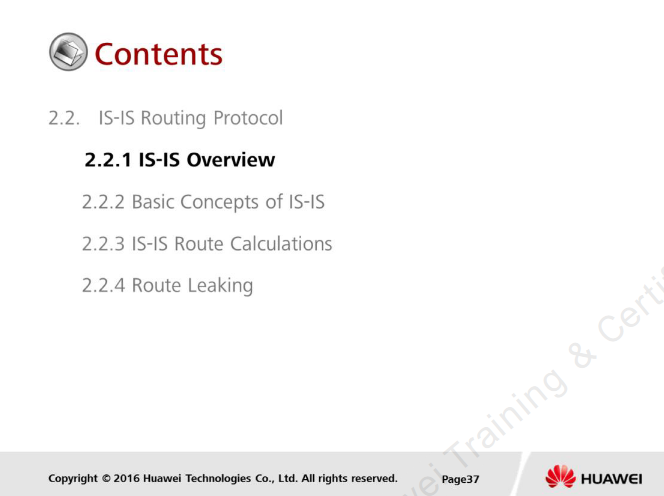 Contents
2.2. IS-IS Routing Protocol
2.2.1 IS-IS Overview
2.2.2 Basic Concepts of IS-IS
2.2.3 IS-IS Route Calculations
2.2.4 Route Leaking
Training &
Copyright © 2016 Huawei Technologies Co., Ltd. All rights reserved. Page37 HUAWEI